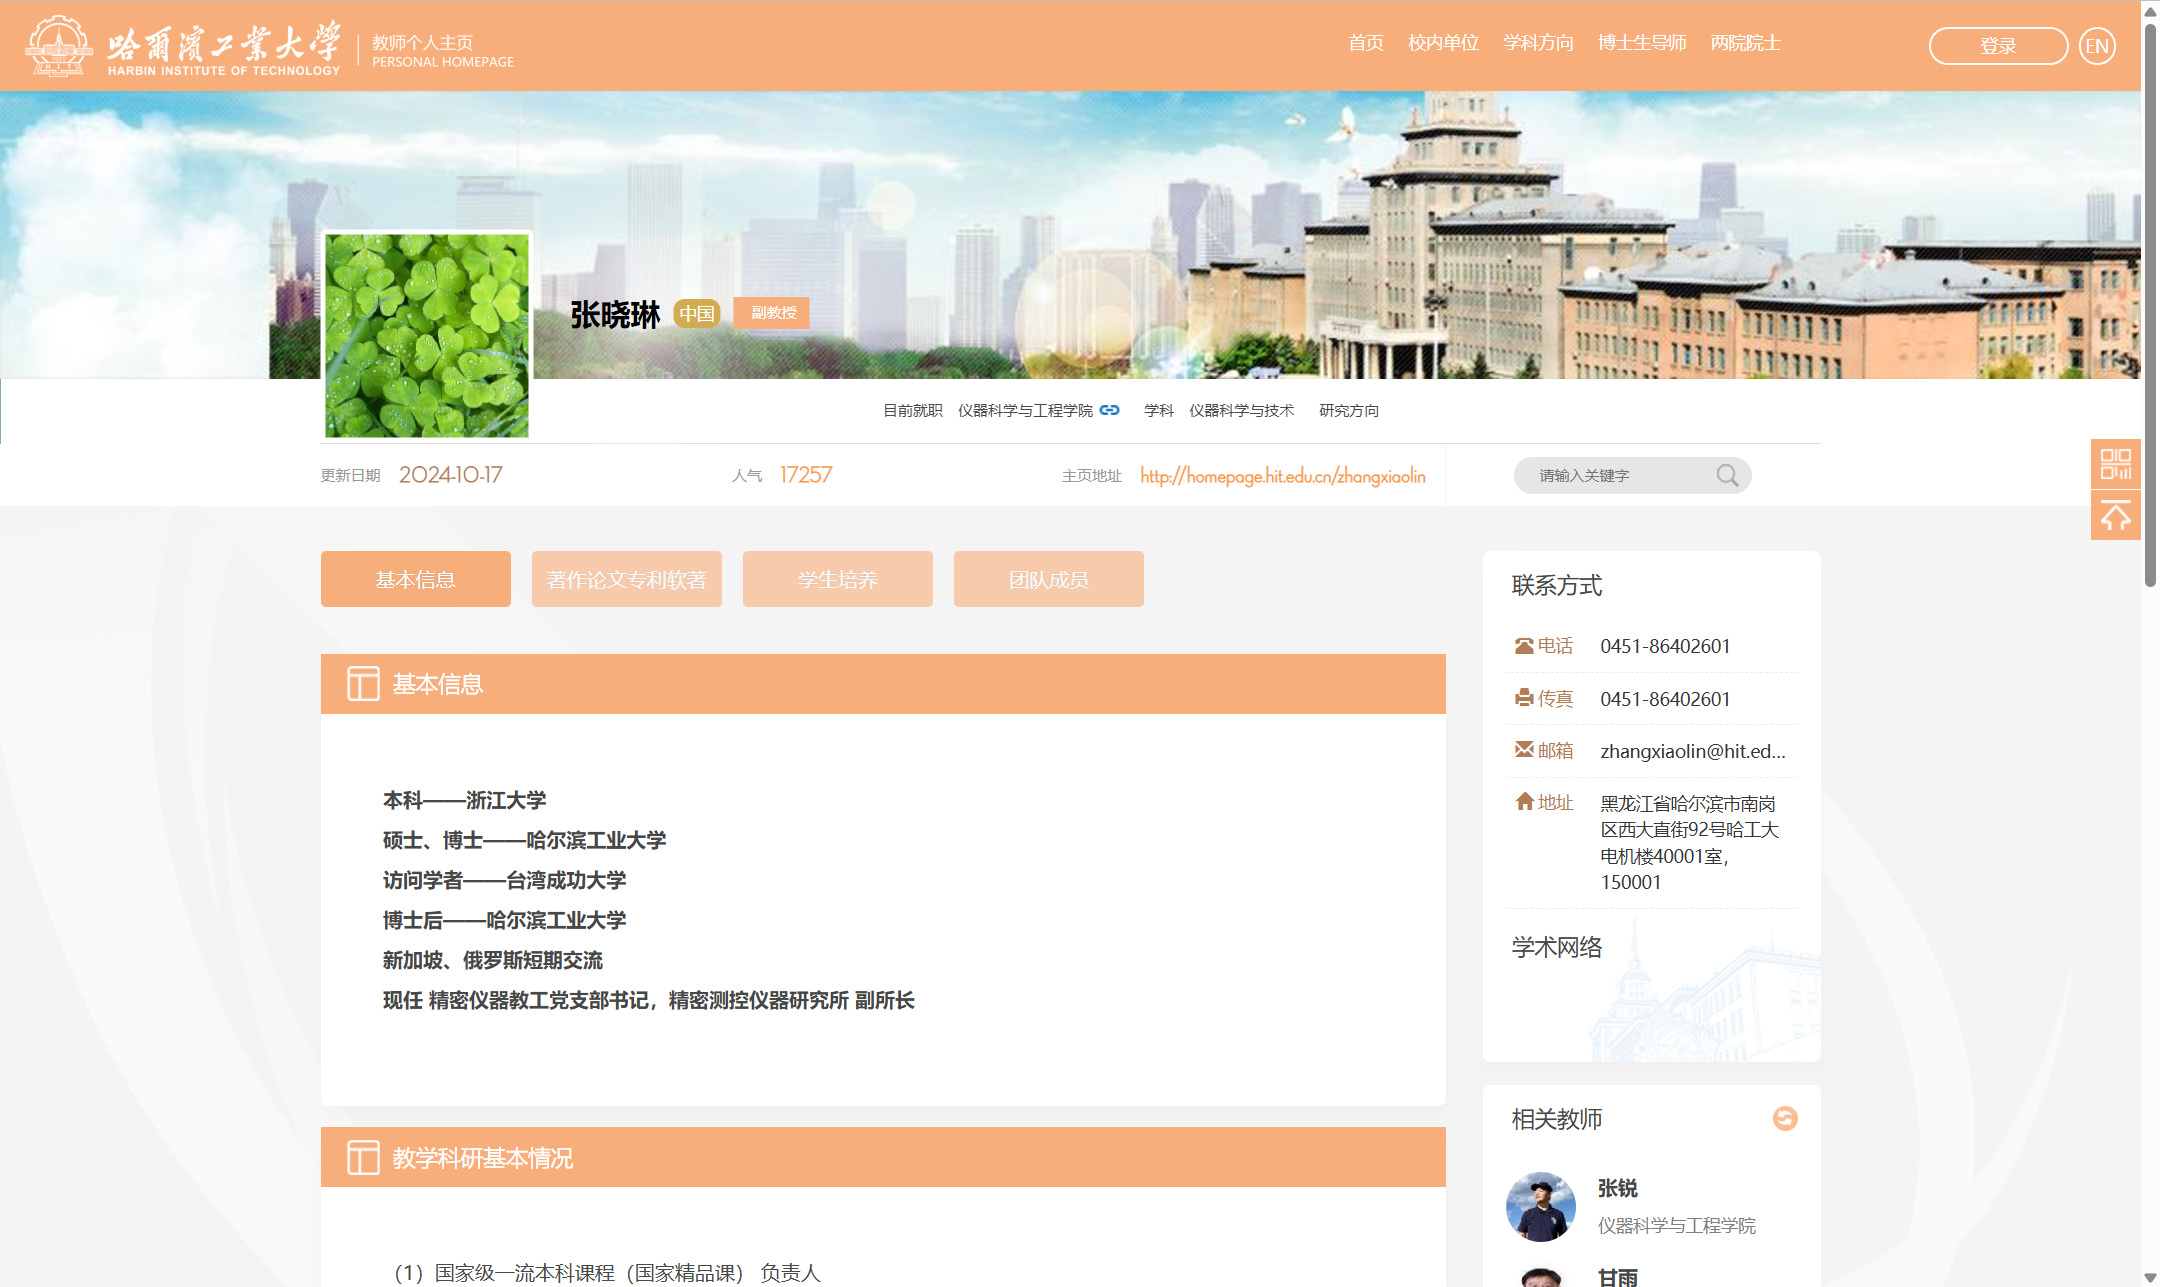 哈爾濱工業大學
HARBIN INSTITUTE OF TECHNOLOGY
教师个人主页
PERSONAL HOMEPAGE
首页 校内单位 学科方向 博士生导师 两院院士
登录
EN
张晓琳 中国 副教授
目前就职 仪器科学与工程学院 学科 仪器科学与技术 研究方向
更新日期 2024-10-17
人气 17257
主页地址 http://homepage.hit.edu.cn/zhangxiaolin
请输入关键字
基本信息
著作论文专利软著
学生培养
团队成员
基本信息
本科——浙江大学
硕士、博士——哈尔滨工业大学
访问学者——台湾成功大学
博士后——哈尔滨工业大学
新加坡、俄罗斯短期交流
现任 精密仪器教工党支部书记，精密测控仪器研究所 副所长
教学科研基本情况
（1）国家级一流本科课程（国家精品课） 负责人
联系方式
电话 0451-86402601
传真 0451-86402601
邮箱 zhangxiaolin@hit.ed...
地址 黑龙江省哈尔滨市南岗
区西大直街92号哈工大
电机楼40001室，
150001
学术网络
相关教师
张锐
仪器科学与工程学院
甘雨